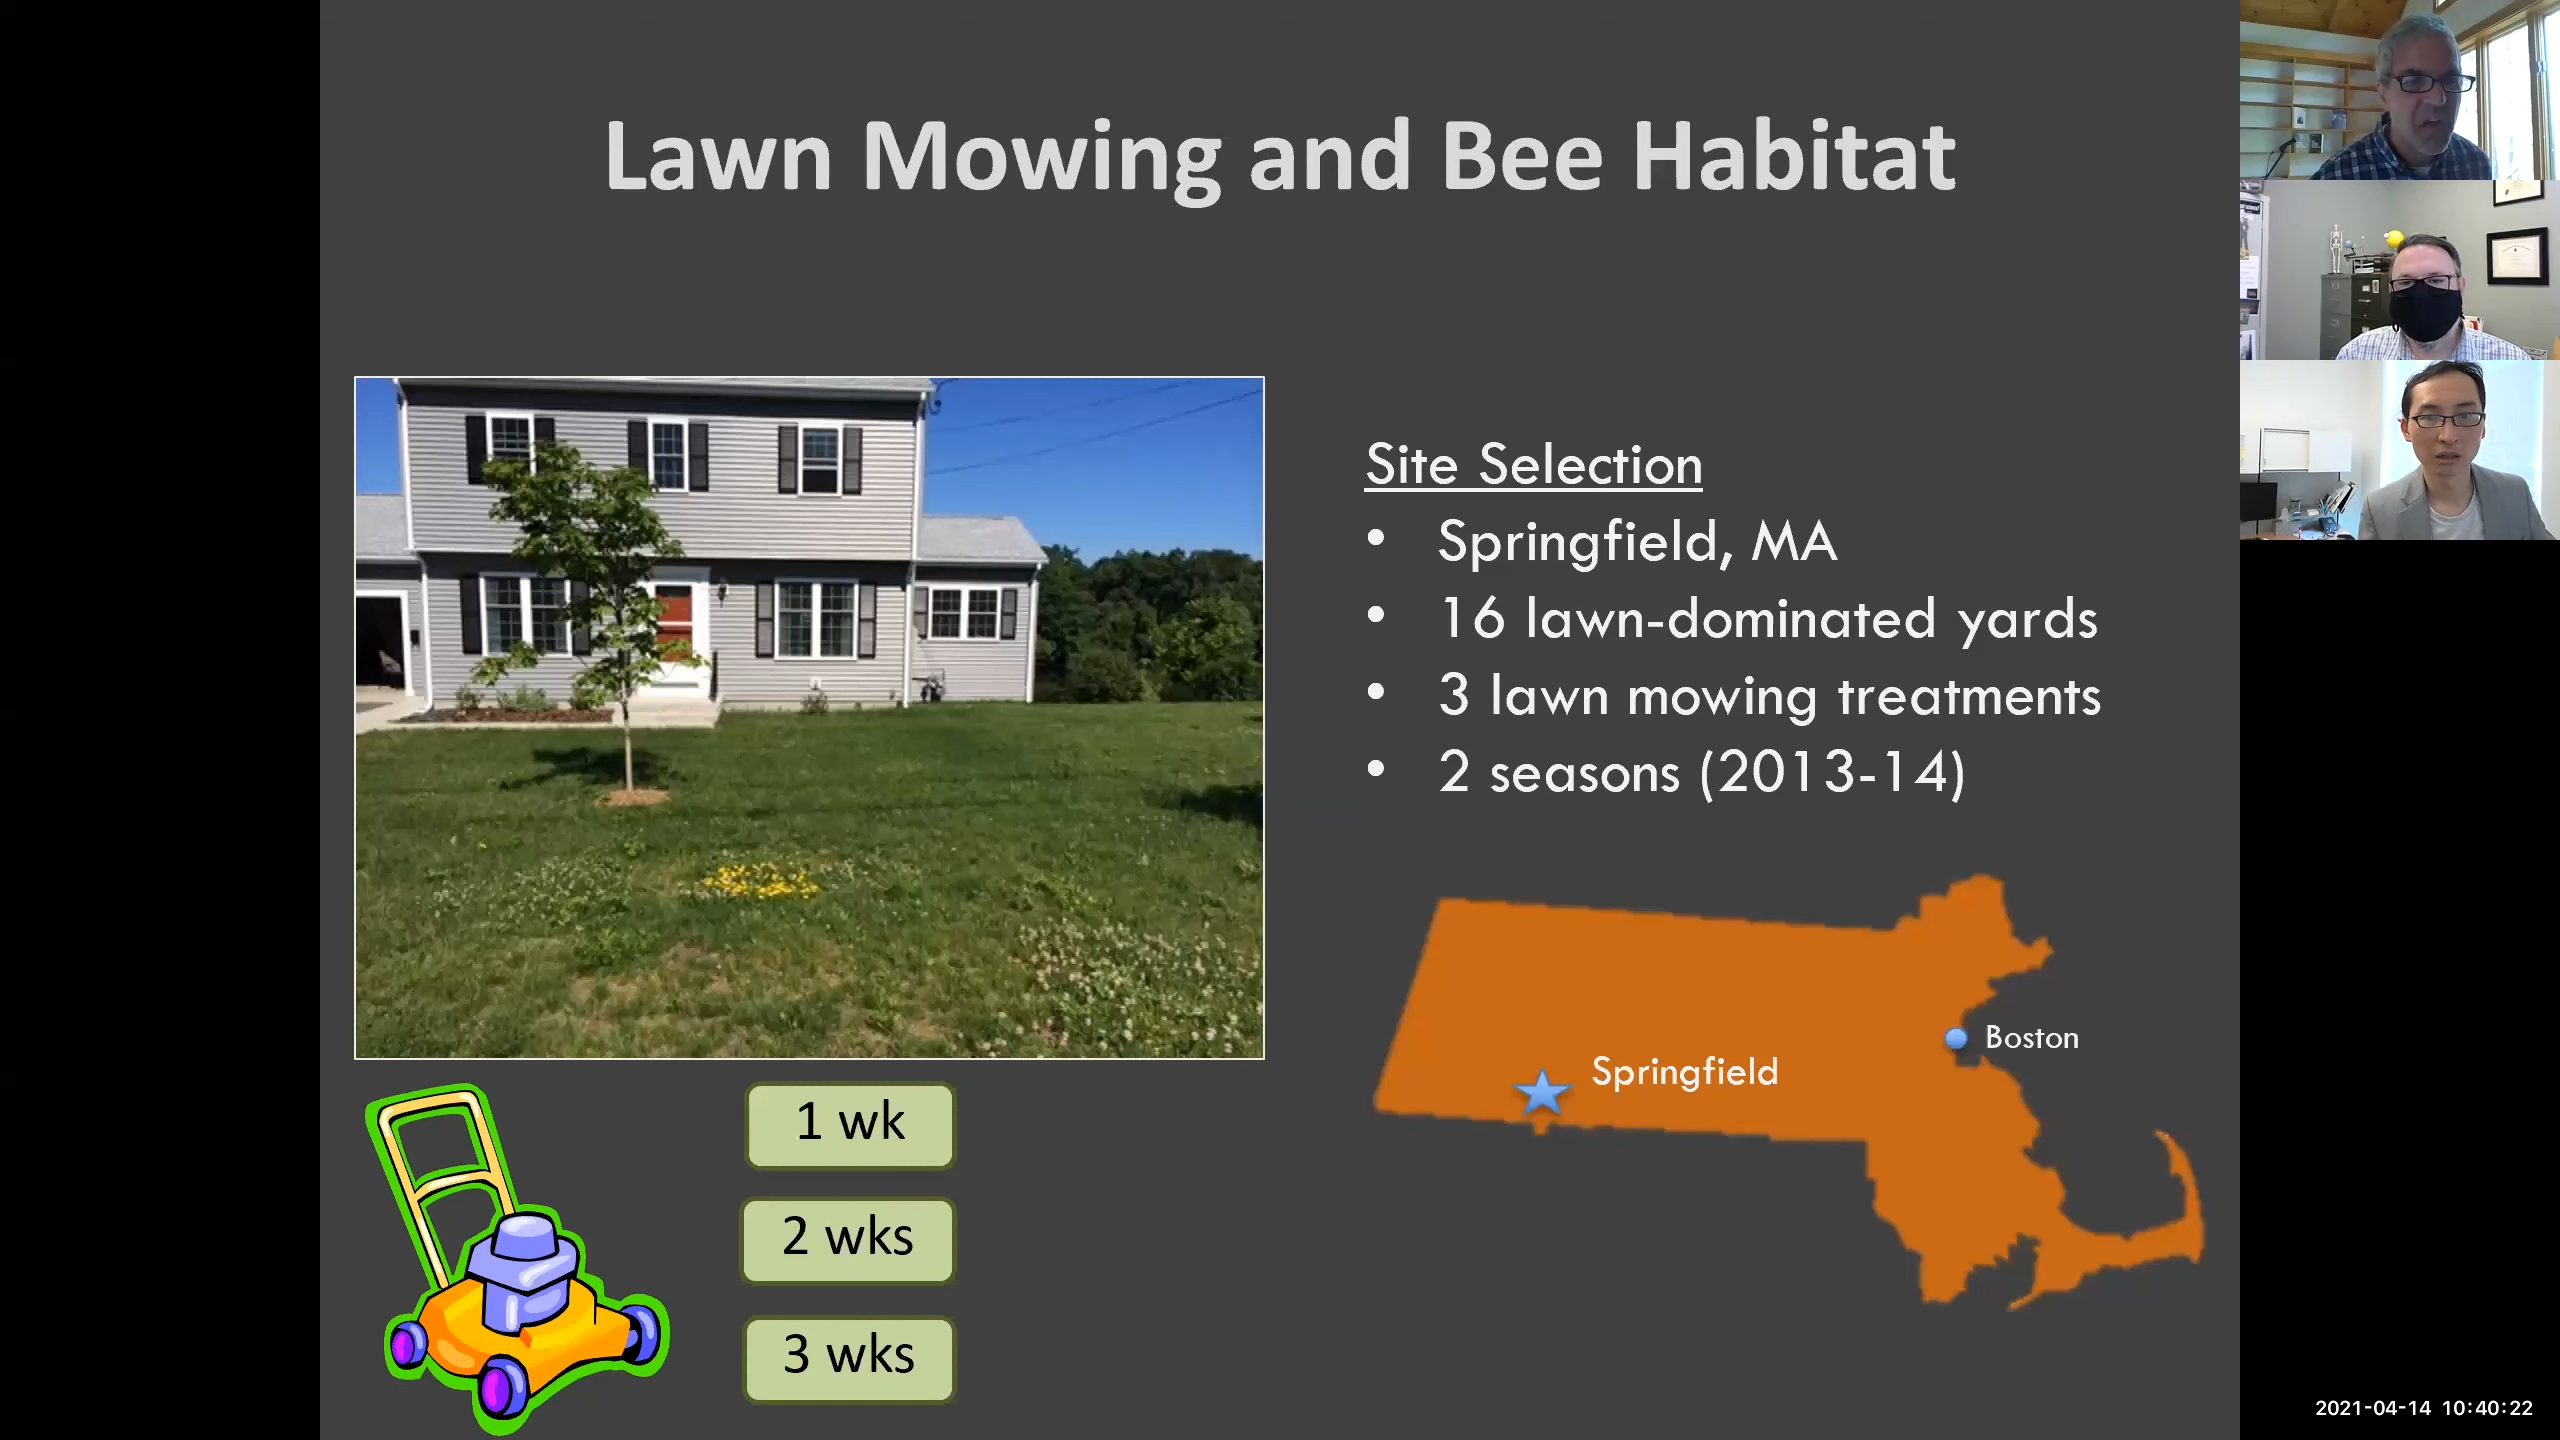 Lawn Mowing and Bee Habitat
Site Selection
• Springfield, MA
• 16 lawn-dominated yards
• 3 lawn mowing treatments
• 2 seasons (2013-14)
Boston
Springfield
1 wk
2 wks
3 wks
2021-04-14 10:40:22